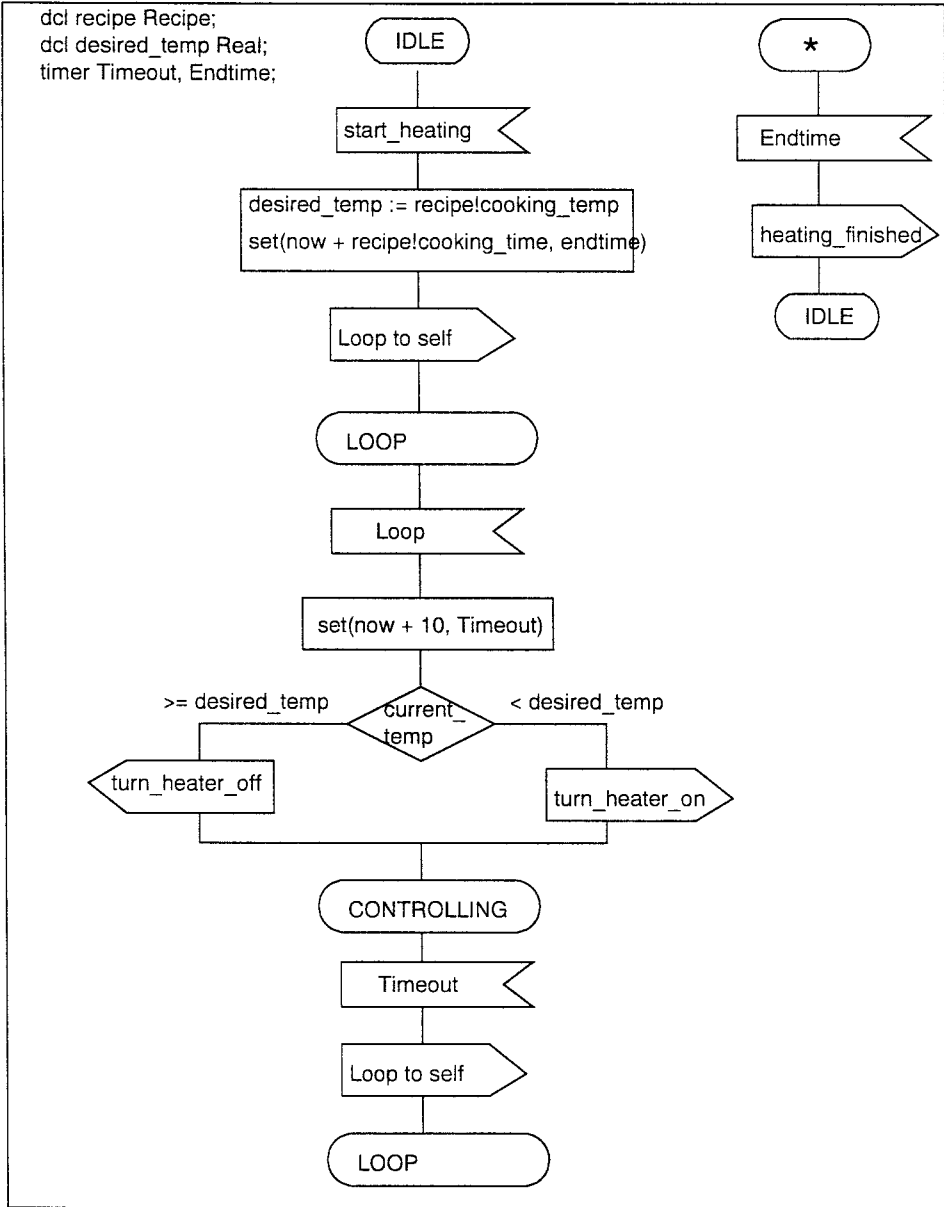 dcl recipe Recipe;
dcl desired_temp Real;
timer Timeout, Endtime;
IDLE
start_heating
desired_temp := recipe!cooking_temp
set(now + recipe!cooking_time, endtime)
Loop to self
LOOP
Loop
set(now + 10, Timeout)
>= desired_temp
current_
temp
< desired_temp
turn_heater_off
turn_heater_on
CONTROLLING
Timeout
Loop to self
LOOP
*
Endtime
heating_finished
IDLE